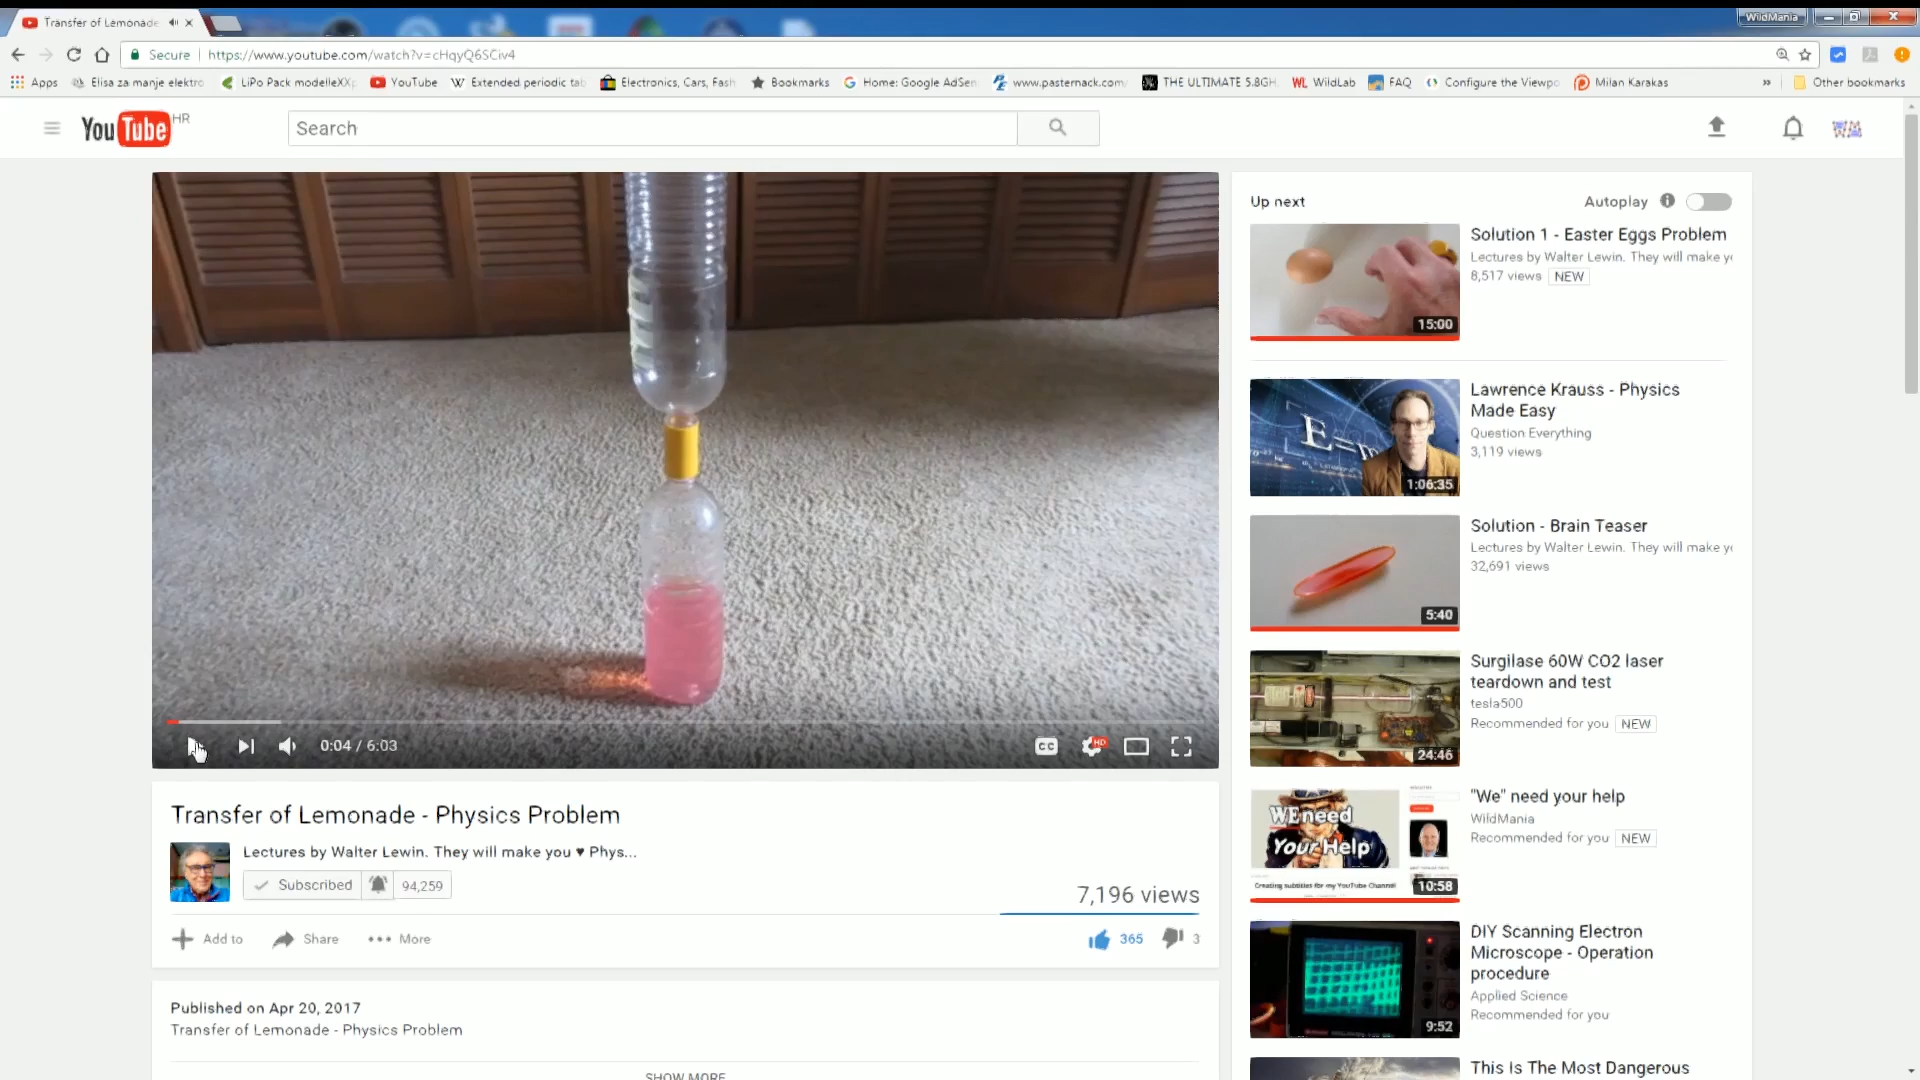 Transfer of Lemonade
WildMania
Secure
https://www.youtube.com/watch?v=cHqyQ6SCiv4
Apps
Elisa za manje elektro
LiPo Pack modelleXX
YouTube
Extended periodic tab
Electronics, Cars, Fash
Bookmarks
Home: Google AdSen
www.pasternack.com
THE ULTIMATE 5.8GH
WildLab
FAQ
Configure the Viewpo
Milan Karakas
»
Other bookmarks
YouTube HR
Search
Up next
Autoplay
Solution 1 - Easter Eggs Problem
Lectures by Walter Lewin. They will make yo
8,517 views NEW
15:00
Lawrence Krauss - Physics
Made Easy
Question Everything
3,119 views
1:06:35
Solution - Brain Teaser
Lectures by Walter Lewin. They will make yo
32,691 views
5:40
Surgilase 60W CO2 laser
teardown and test
tesla500
Recommended for you NEW
24:46
"We" need your help
WildMania
Recommended for you NEW
WE need
Your Help
Creating subtitles for my YouTube Channel
10:58
DIY Scanning Electron
Microscope - Operation
procedure
Applied Science
Recommended for you
9:52
This Is The Most Dangerous
0:04 / 6:03
CC
HD
Transfer of Lemonade - Physics Problem
Lectures by Walter Lewin. They will make you ♥ Phys...
Subscribed 94,259
7,196 views
Add to
Share
More
365
3
Published on Apr 20, 2017
Transfer of Lemonade - Physics Problem
SHOW MORE